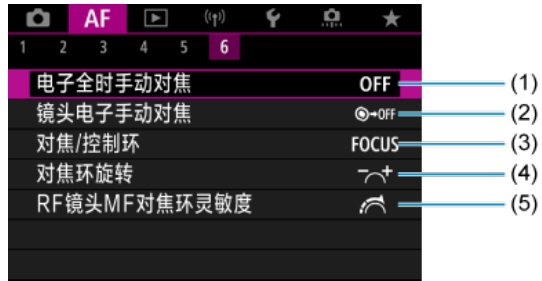 AF
1 2 3 4 5 6
电子全时手动对焦 OFF (1)
镜头电子手动对焦 OFF (2)
对焦/控制环 FOCUS (3)
对焦环旋转 - + (4)
RF镜头MF对焦环灵敏度 (5)